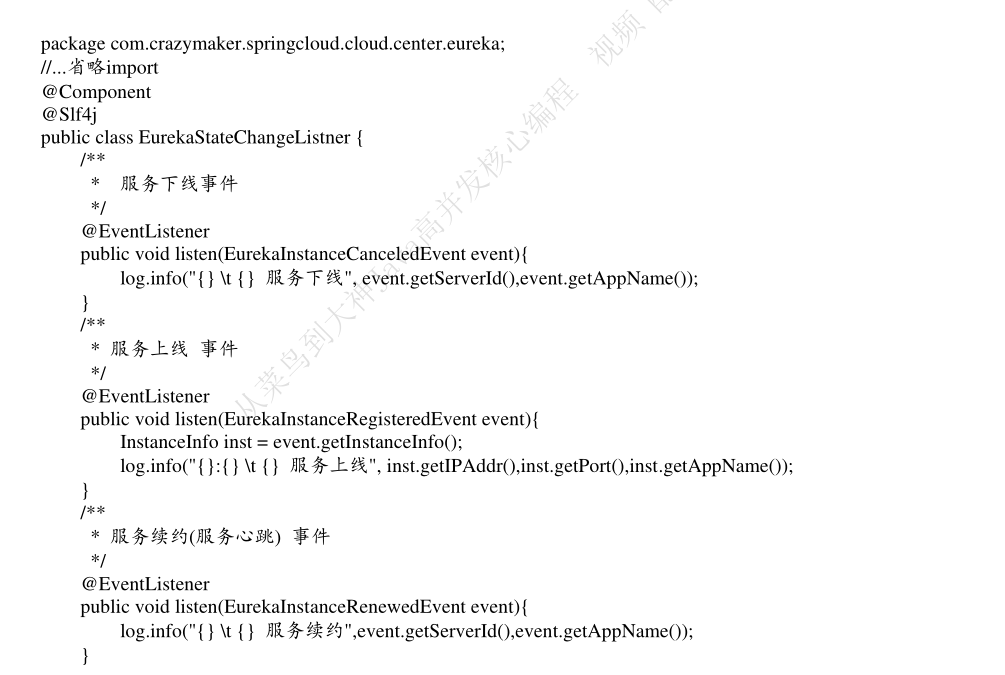 package com.crazymaker.springcloud.cloud.center.eureka;
//...省略import
@Component
@Slf4j
public class EurekaStateChangeListner {
/**
* 服务下线事件
*/
@EventListener
public void listen(EurekaInstanceCanceledEvent event){
log.info("{} \t {} 服务下线", event.getServerId(),event.getAppName());
}
/**
* 服务上线 事件
*/
@EventListener
public void listen(EurekaInstanceRegisteredEvent event){
InstanceInfo inst = event.getInstanceInfo();
log.info("{}:{} \t {} 服务上线", inst.getIPAddr(),inst.getPort(),inst.getAppName());
}
/**
* 服务续约(服务心跳) 事件
*/
@EventListener
public void listen(EurekaInstanceRenewedEvent event){
log.info("{} \t {} 服务续约",event.getServerId(),event.getAppName());
}
从菜鸟到大神Java高并发核心编程 视频